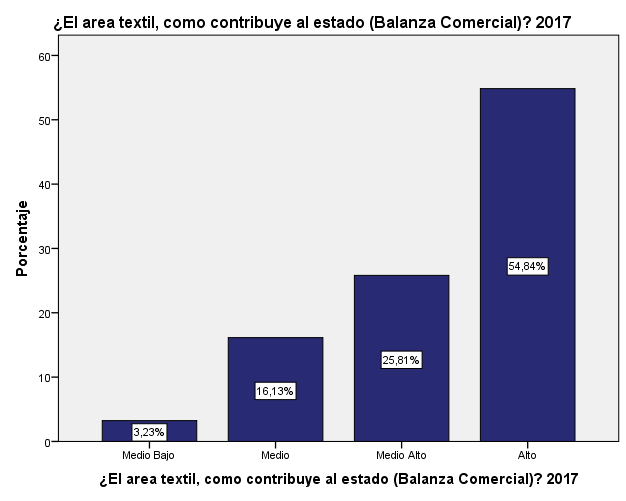 ¿El area textil, como contribuye al estado (Balanza Comercial)? 2017
60
50
40
30
20
10
0
Porcentaje
3,23%
16,13%
25,81%
54,84%
Medio Bajo
Medio
Medio Alto
Alto
¿El area textil, como contribuye al estado (Balanza Comercial)? 2017